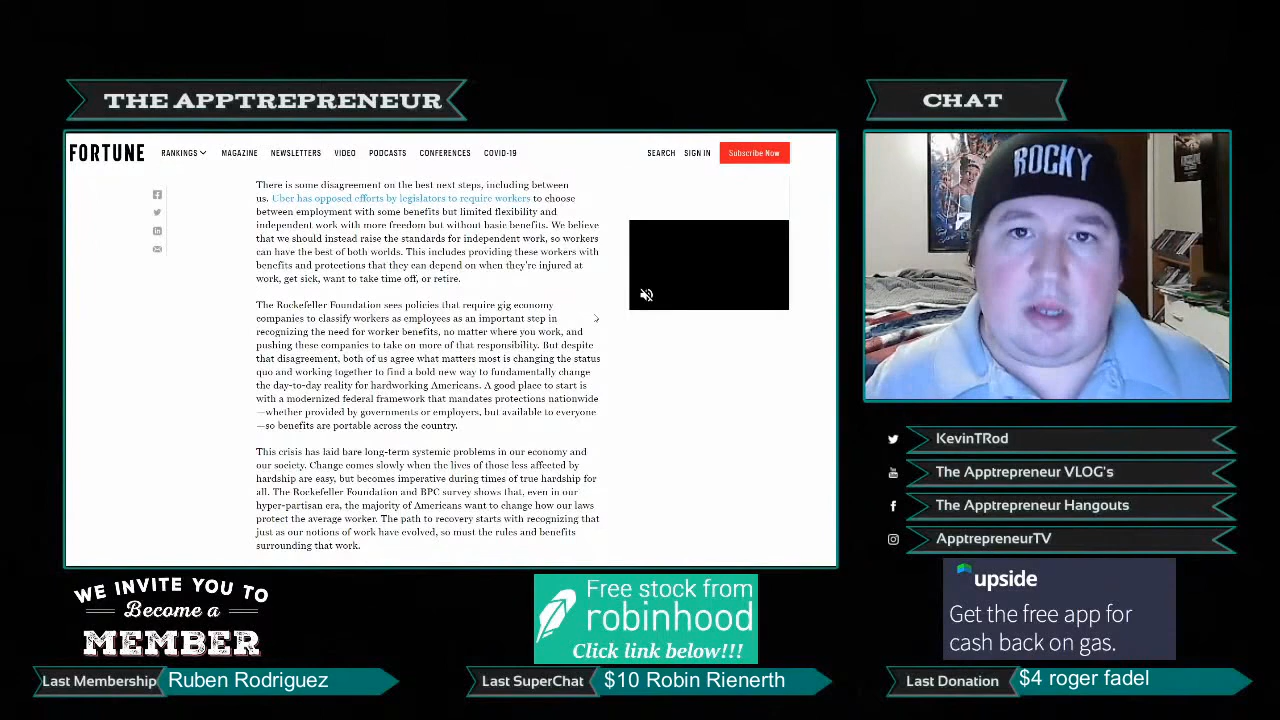 THE APPTREPRENEUR
CHAT
FORTUNE
RANKINGS
MAGAZINE
NEWSLETTERS
VIDEO
PODCASTS
CONFERENCES
COVID-19
SEARCH
SIGN IN
Subscribe Now
There is some disagreement on the best next steps, including between
us. Uber has opposed efforts by legislators to require workers to choose
between employment with some benefits but limited flexibility and
independent work with more freedom but without basic benefits. We believe
that we should instead raise the standards for independent work, so workers
can have the best of both worlds. This includes providing these workers with
benefits and protections that they can depend on when they're injured at
work, get sick, want to take time off, or retire.
The Rockefeller Foundation sees policies that require gig economy
companies to classify workers as employees as an important step in
recognizing the need for worker benefits, no matter where you work, and
pushing these companies to take on more of that responsibility. But despite
that disagreement, both of us agree what matters most is changing the status
quo and working together to find a bold new way to fundamentally change
the day-to-day reality for hardworking Americans. A good place to start is
with a modernized federal framework that mandates protections nationwide
—whether provided by governments or employers, but available to everyone
—so benefits are portable across the country.
This crisis has laid bare long-term systemic problems in our economy and
our society. Change comes slowly when the lives of those less affected by
hardship are easy, but becomes imperative during times of true hardship for
all. The Rockefeller Foundation and BPC survey shows that, even in our
hyper-partisan era, the majority of Americans want to change how our laws
protect the average worker. The path to recovery starts with recognizing that
just as our notions of work have evolved, so must the rules and benefits
surrounding that work.
ROCKY
KevinTRod
The Apptrepreneur VLOG's
The Apptrepreneur Hangouts
ApptrepreneurTV
WE INVITE YOU TO
Become a
MEMBER
Free stock from
robinhood
Click link below!!!
upside
Get the free app for
cash back on gas.
Last Membership
Ruben Rodriguez
Last SuperChat
$10 Robin Rienerth
Last Donation
$4 roger fadel